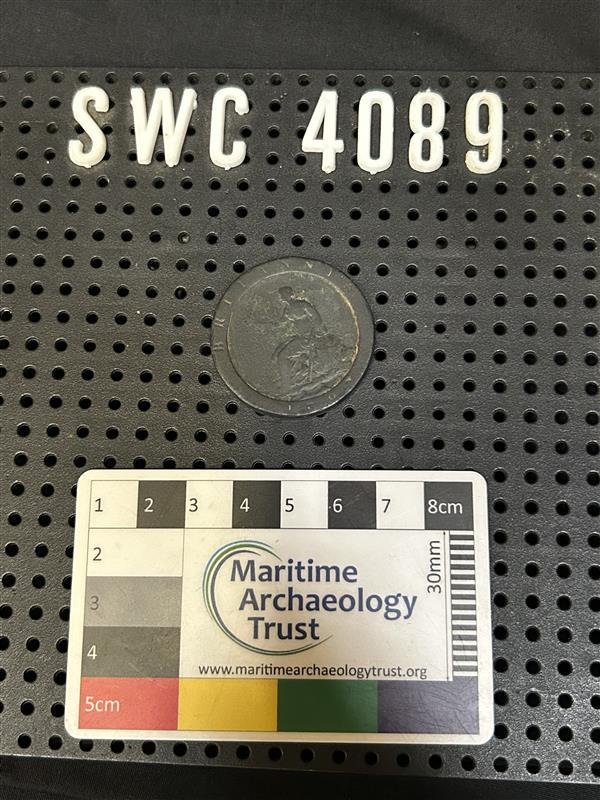 SWC 4089
BRITANNI
1 2 3 4 5 6 7 8cm
2
3
4
5cm
30mm
Maritime
Archaeology
Trust
www.maritimearchaeologytrust.org